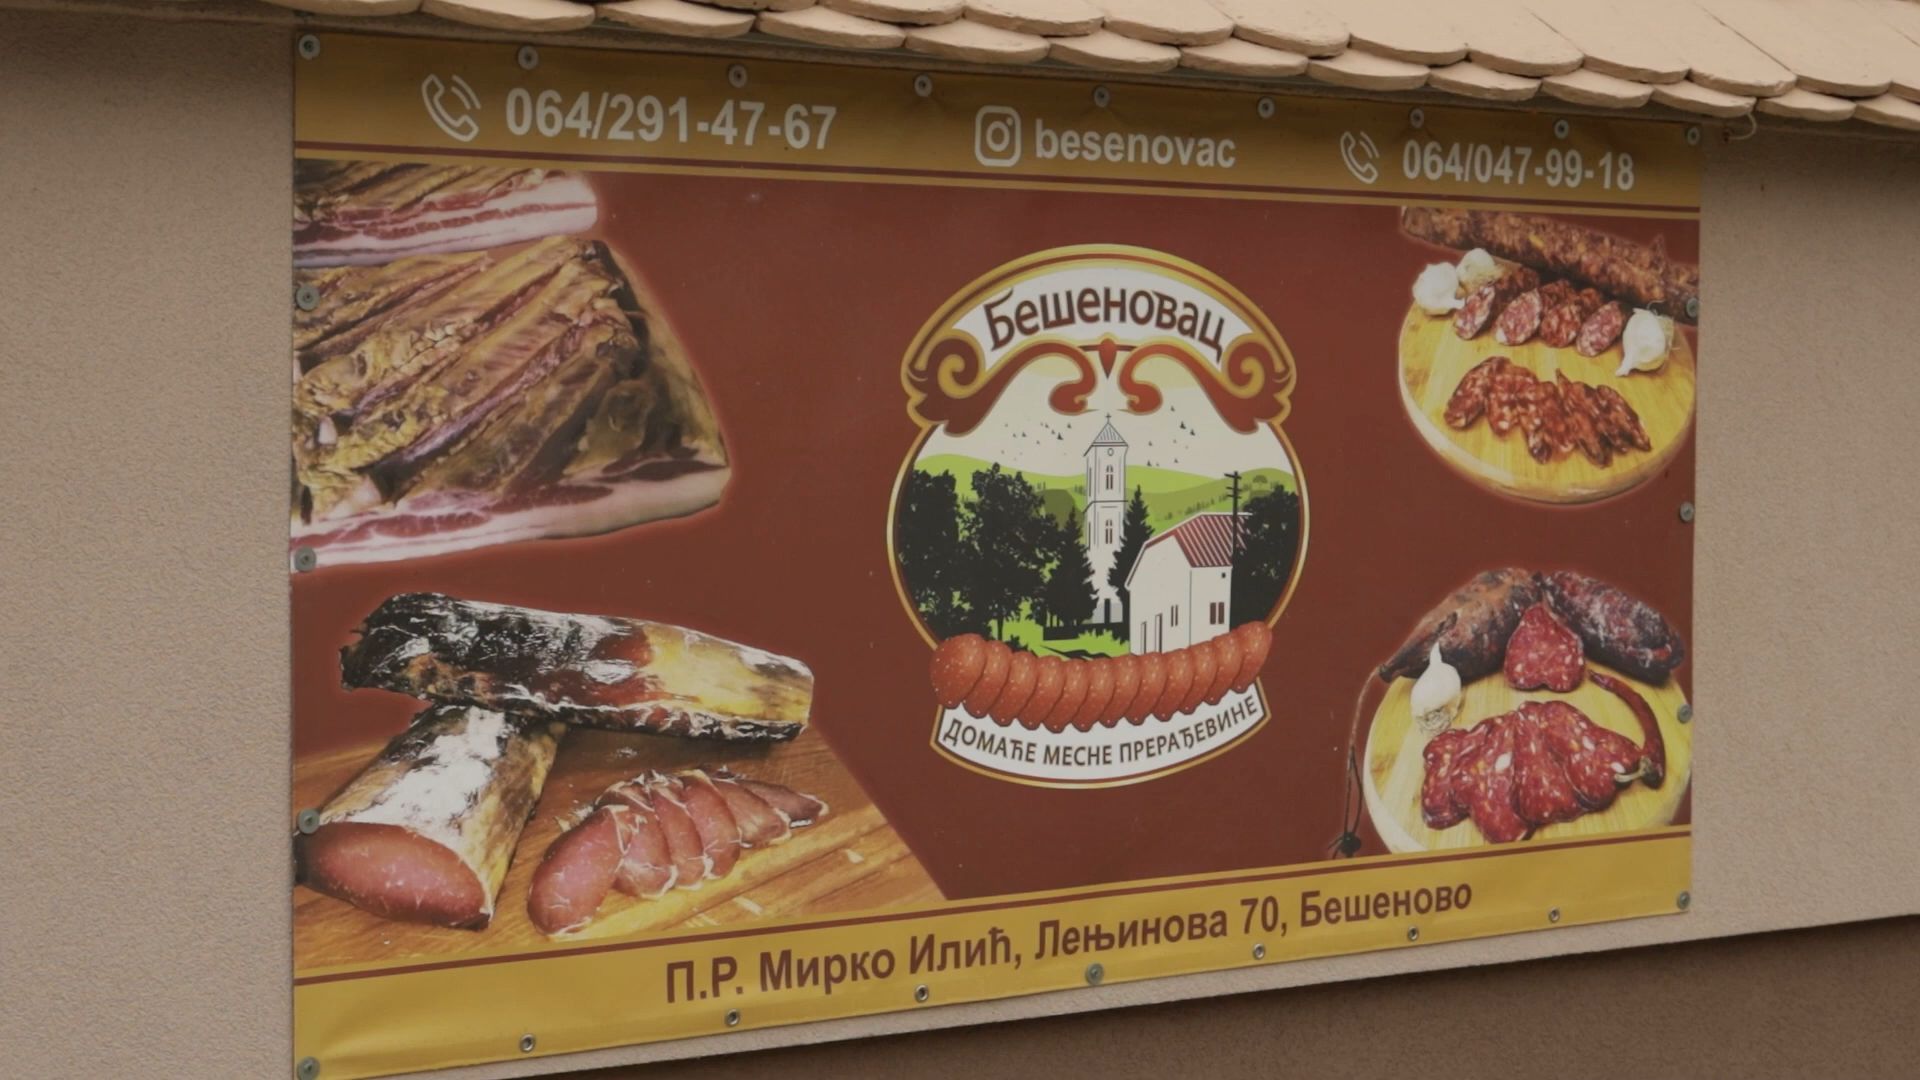 064/291-47-67
besenovac
064/047-99-18
Бешеновац
ДОМАЋЕ МЕСНЕ ПРЕРАЂЕВИНЕ
П.Р. Мирко Илић, Лењинова 70, Бешеново